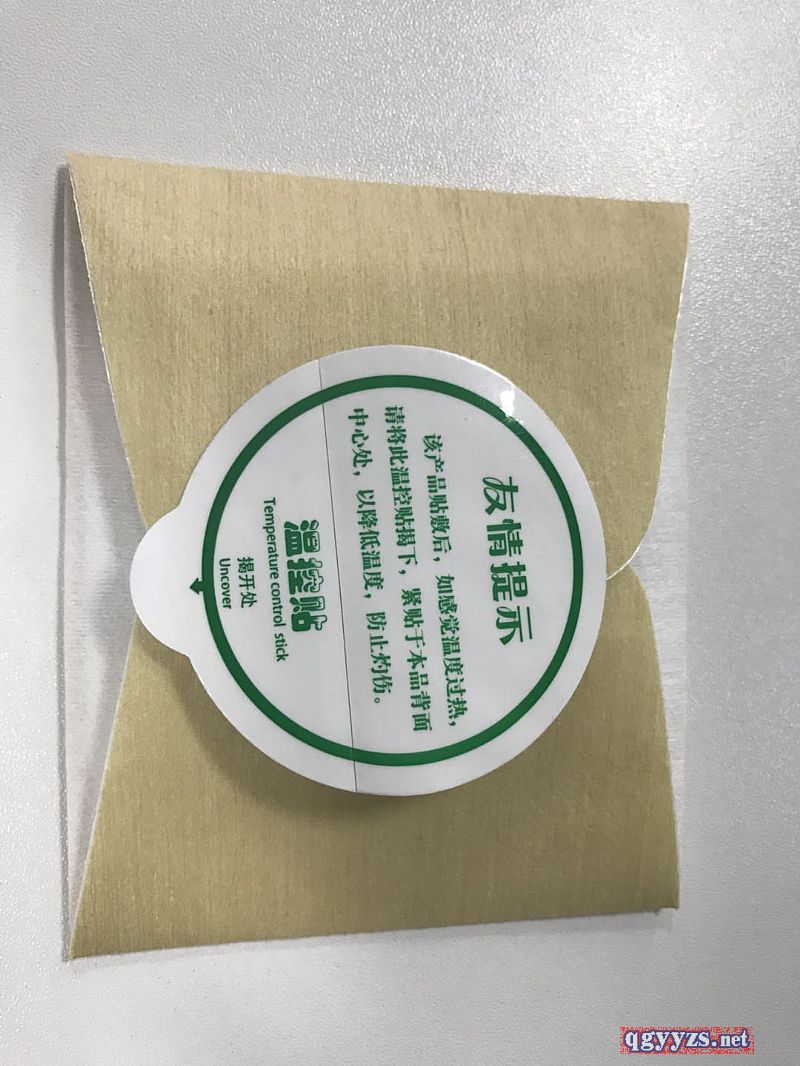 友情提示
该产品贴敷后，如感觉温度过热，
请将此温控贴揭下，紧贴于本品背面
中心处，以降低温度，防止灼伤。
温控贴
Temperature control stick
揭开处
Uncover
qgyyzs.net